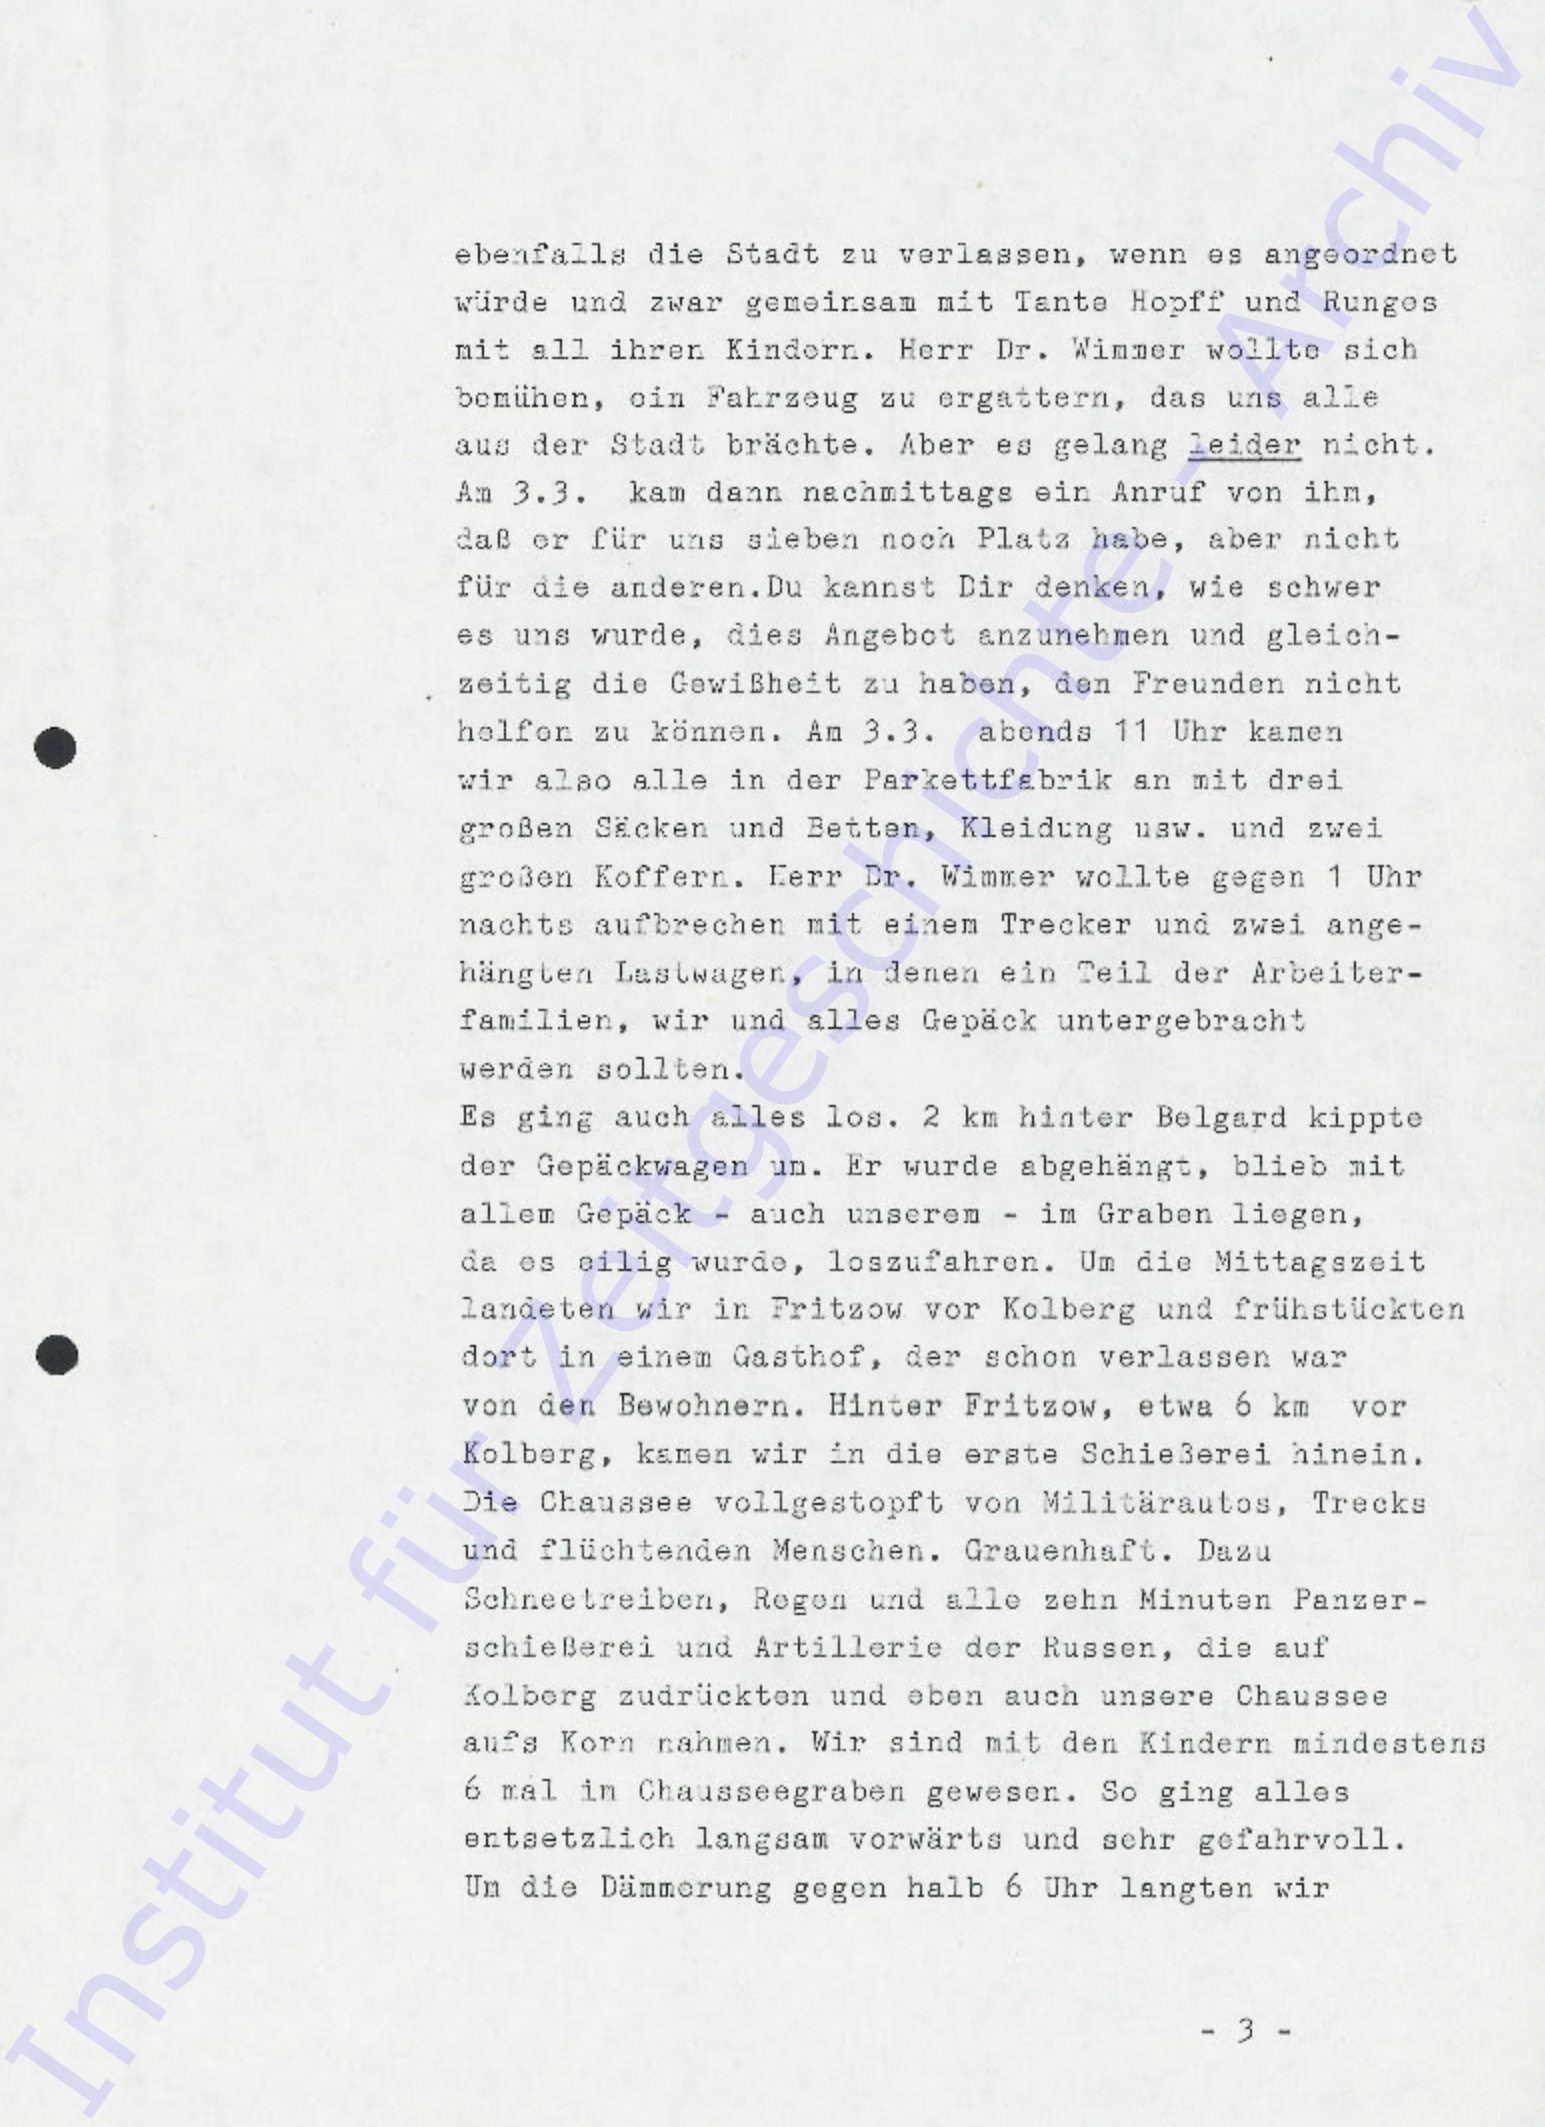 ebenfalls die Stadt zu verlassen, wenn es angeordnet
würde und zwar gemeinsam mit Tante Hopff und Runges
mit all ihren Kindern. Herr Dr. Wimmer wollte sich
bemühen, ein Fahrzeug zu ergattern, das uns alle
aus der Stadt brächte. Aber es gelang leider nicht.
Am 3.3.  kam dann nachmittags ein Anruf von ihm,
daß er für uns sieben noch Platz habe, aber nicht
für die anderen.Du kannst Dir denken, wie schwer
es uns wurde, dies Angebot anzunehmen und gleich-
zeitig die Gewißheit zu haben, den Freunden nicht
helfen zu können. Am 3.3.  abends 11 Uhr kamen
wir also alle in der Parkettfabrik an mit drei
großen Säcken und Betten, Kleidung usw. und zwei
großen Koffern. Herr Dr. Wimmer wollte gegen 1 Uhr
nachts aufbrechen mit einem Trecker und zwei ange-
hängten Lastwagen, in denen ein Teil der Arbeiter-
familien, wir und alles Gepäck untergebracht
werden sollten.
Es ging auch alles los. 2 km hinter Belgard kippte
der Gepäckwagen um. Er wurde abgehängt, blieb mit
allem Gepäck - auch unserem - im Graben liegen,
da es eilig wurde, loszufahren. Um die Mittagszeit
landeten wir in Fritzow vor Kolberg und frühstückten
dort in einem Gasthof, der schon verlassen war
von den Bewohnern. Hinter Fritzow, etwa 6 km  vor
Kolberg, kamen wir in die erste Schießerei hinein.
Die Chaussee vollgestopft von Militärautos, Trecks
und flüchtenden Menschen. Grauenhaft. Dazu
Schneetreiben, Regen und alle zehn Minuten Panzer-
schießerei und Artillerie der Russen, die auf
Kolberg zudrückten und eben auch unsere Chaussee
aufs Korn nahmen. Wir sind mit den Kindern mindestens
6 mal im Chausseegraben gewesen. So ging alles
entsetzlich langsam vorwärts und sehr gefahrvoll.
Um die Dämmerung gegen halb 6 Uhr langten wir
- 3 -
Institut für Zeitgeschichte - Archiv